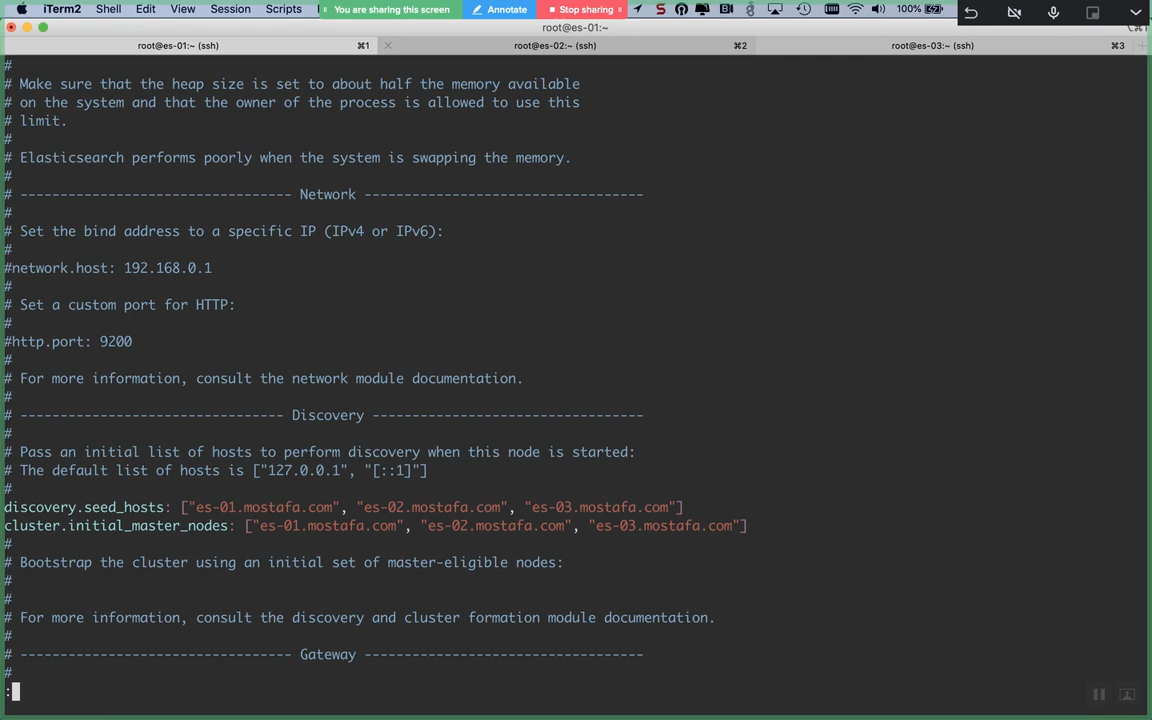 iTerm2 Shell Edit View Session Scripts You are sharing this screen Annotate Stop sharing 100%
root@es-01:~
root@es-01:~ (ssh) ⌘1 root@es-02:~ (ssh) ⌘2 root@es-03:~ (ssh) ⌘3
#
# Make sure that the heap size is set to about half the memory available
# on the system and that the owner of the process is allowed to use this
# limit.
#
# Elasticsearch performs poorly when the system is swapping the memory.
#
# ---------------------------------- Network -----------------------------------
#
# Set the bind address to a specific IP (IPv4 or IPv6):
#
#network.host: 192.168.0.1
#
# Set a custom port for HTTP:
#
#http.port: 9200
#
# For more information, consult the network module documentation.
#
# --------------------------------- Discovery ----------------------------------
#
# Pass an initial list of hosts to perform discovery when this node is started:
# The default list of hosts is ["127.0.0.1", "[::1]"]
#
discovery.seed_hosts: ["es-01.mostafa.com", "es-02.mostafa.com", "es-03.mostafa.com"]
cluster.initial_master_nodes: ["es-01.mostafa.com", "es-02.mostafa.com", "es-03.mostafa.com"]
#
# Bootstrap the cluster using an initial set of master-eligible nodes:
#
#
# For more information, consult the discovery and cluster formation module documentation.
#
# ---------------------------------- Gateway -----------------------------------
#
: